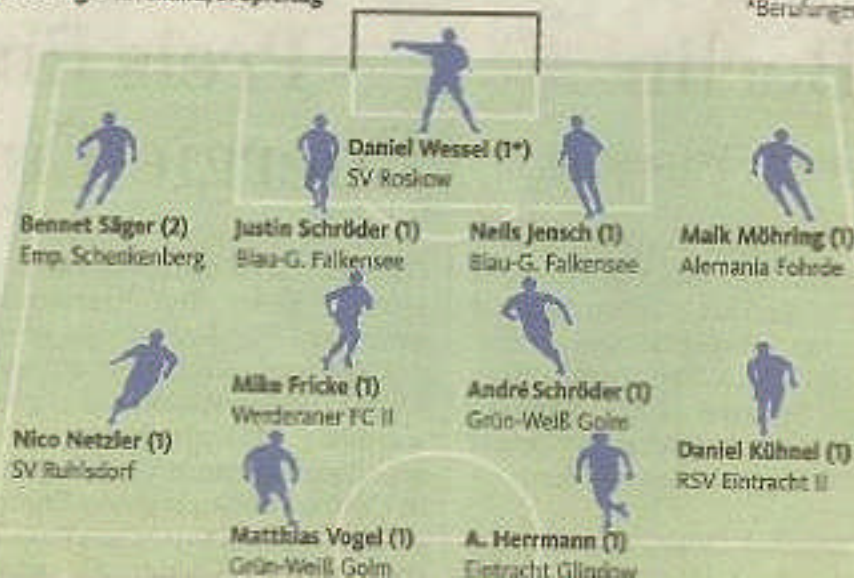 *Berufungen
Daniel Wessel (1*)
SV Roskow
Bennet Säger (2)
Emp. Schenkenberg
Justin Schröder (1)
Blau-G. Falkensee
Neils Jensch (1)
Blau-G. Falkensee
Maik Möhring (1)
Alemania Fohrde
Mike Fricke (1)
Werderaner FC II
André Schröder (1)
Grün-Weiß Golm
Nico Netzler (1)
SV Ruhlsdorf
Daniel Kühnel (1)
RSV Eintracht II
Matthias Vogel (1)
Grün-Weiß Golm
A. Herrmann (1)
Eintracht Glindow